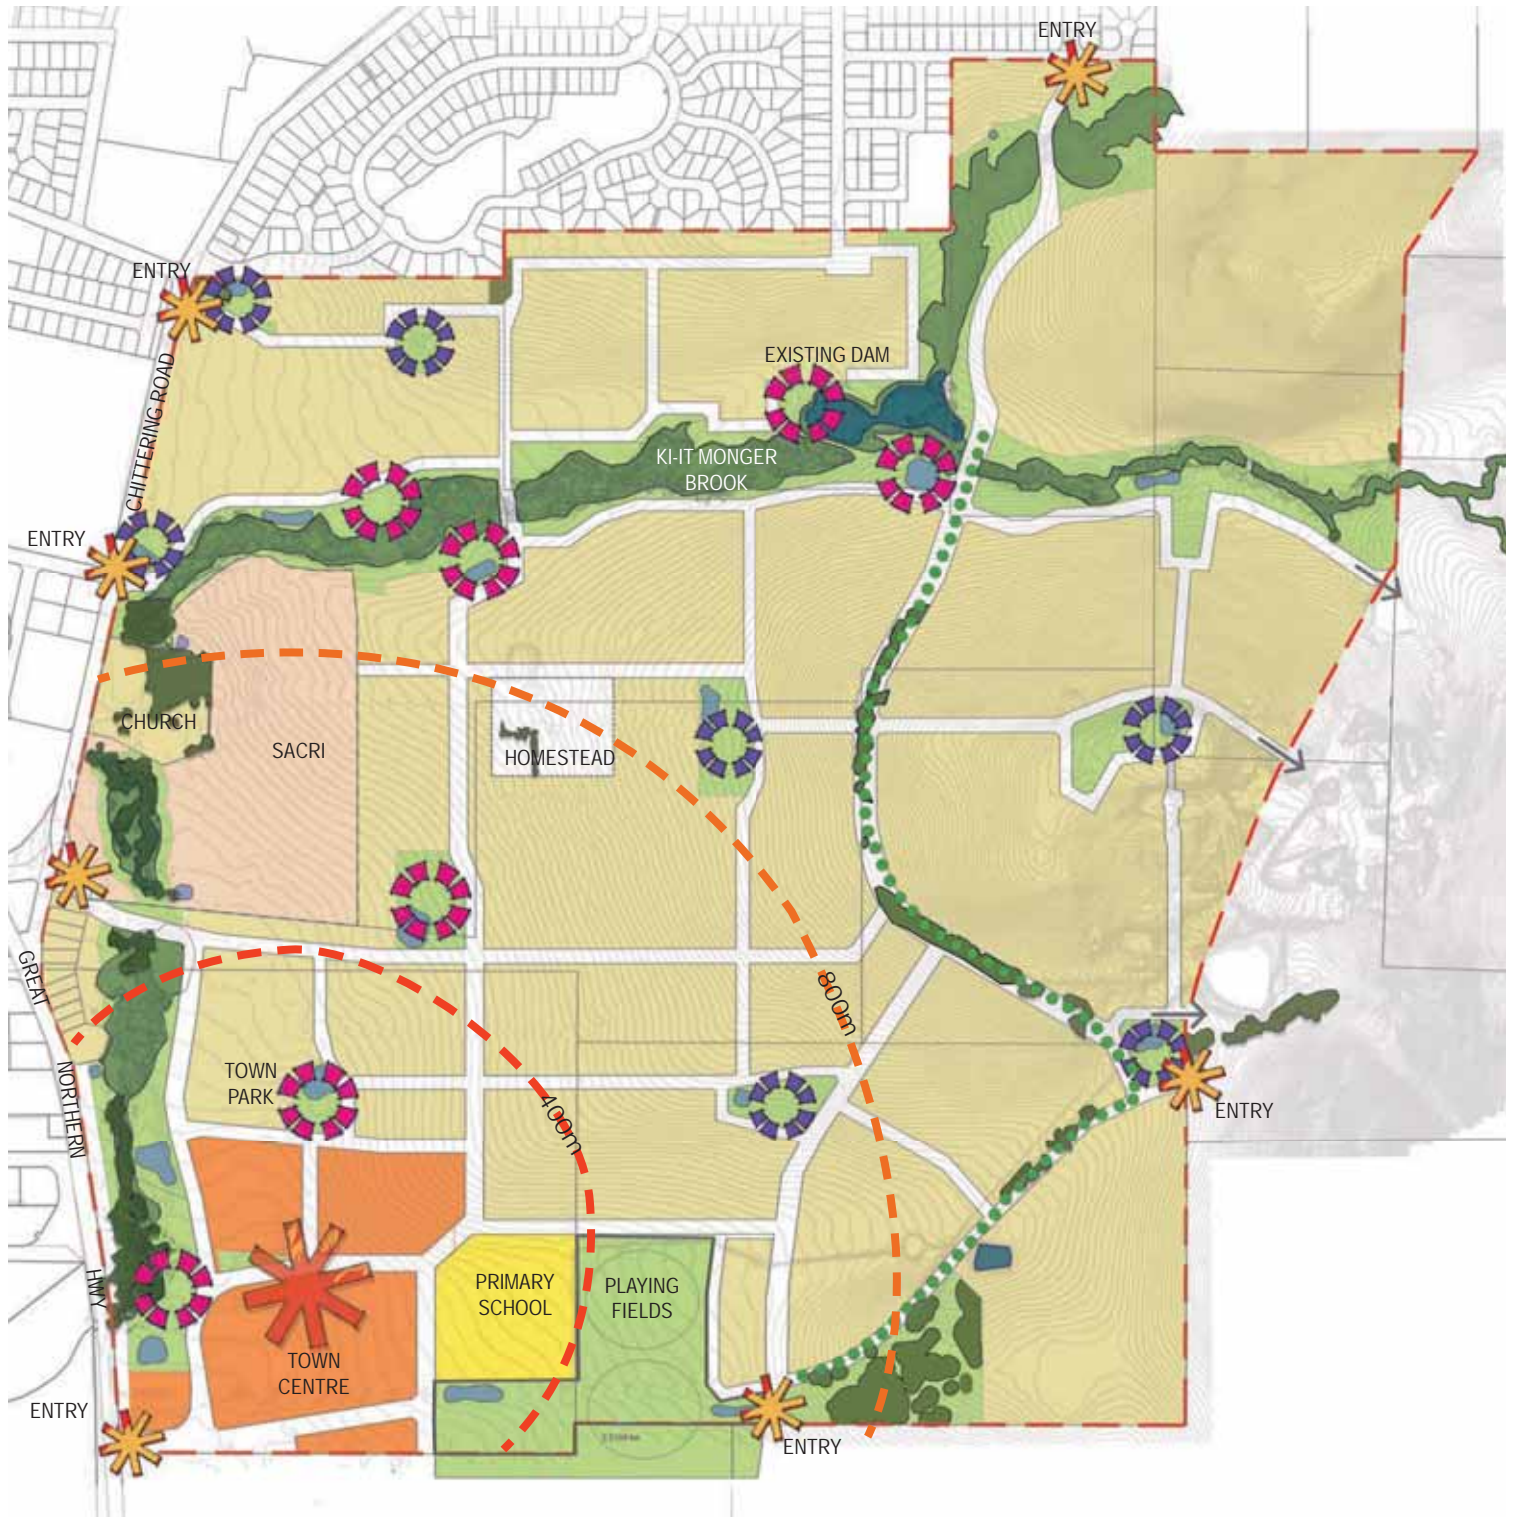 ENTRY
ENTRY
EXISTING DAM
CHITTERING ROAD
KI-IT MONGER
BROOK
ENTRY
CHURCH
SACRI
HOMESTEAD
GREAT
800m
TOWN
PARK
NORTHERN
400m
ENTRY
HWY
PRIMARY
SCHOOL
PLAYING
FIELDS
TOWN
CENTRE
ENTRY
ENTRY